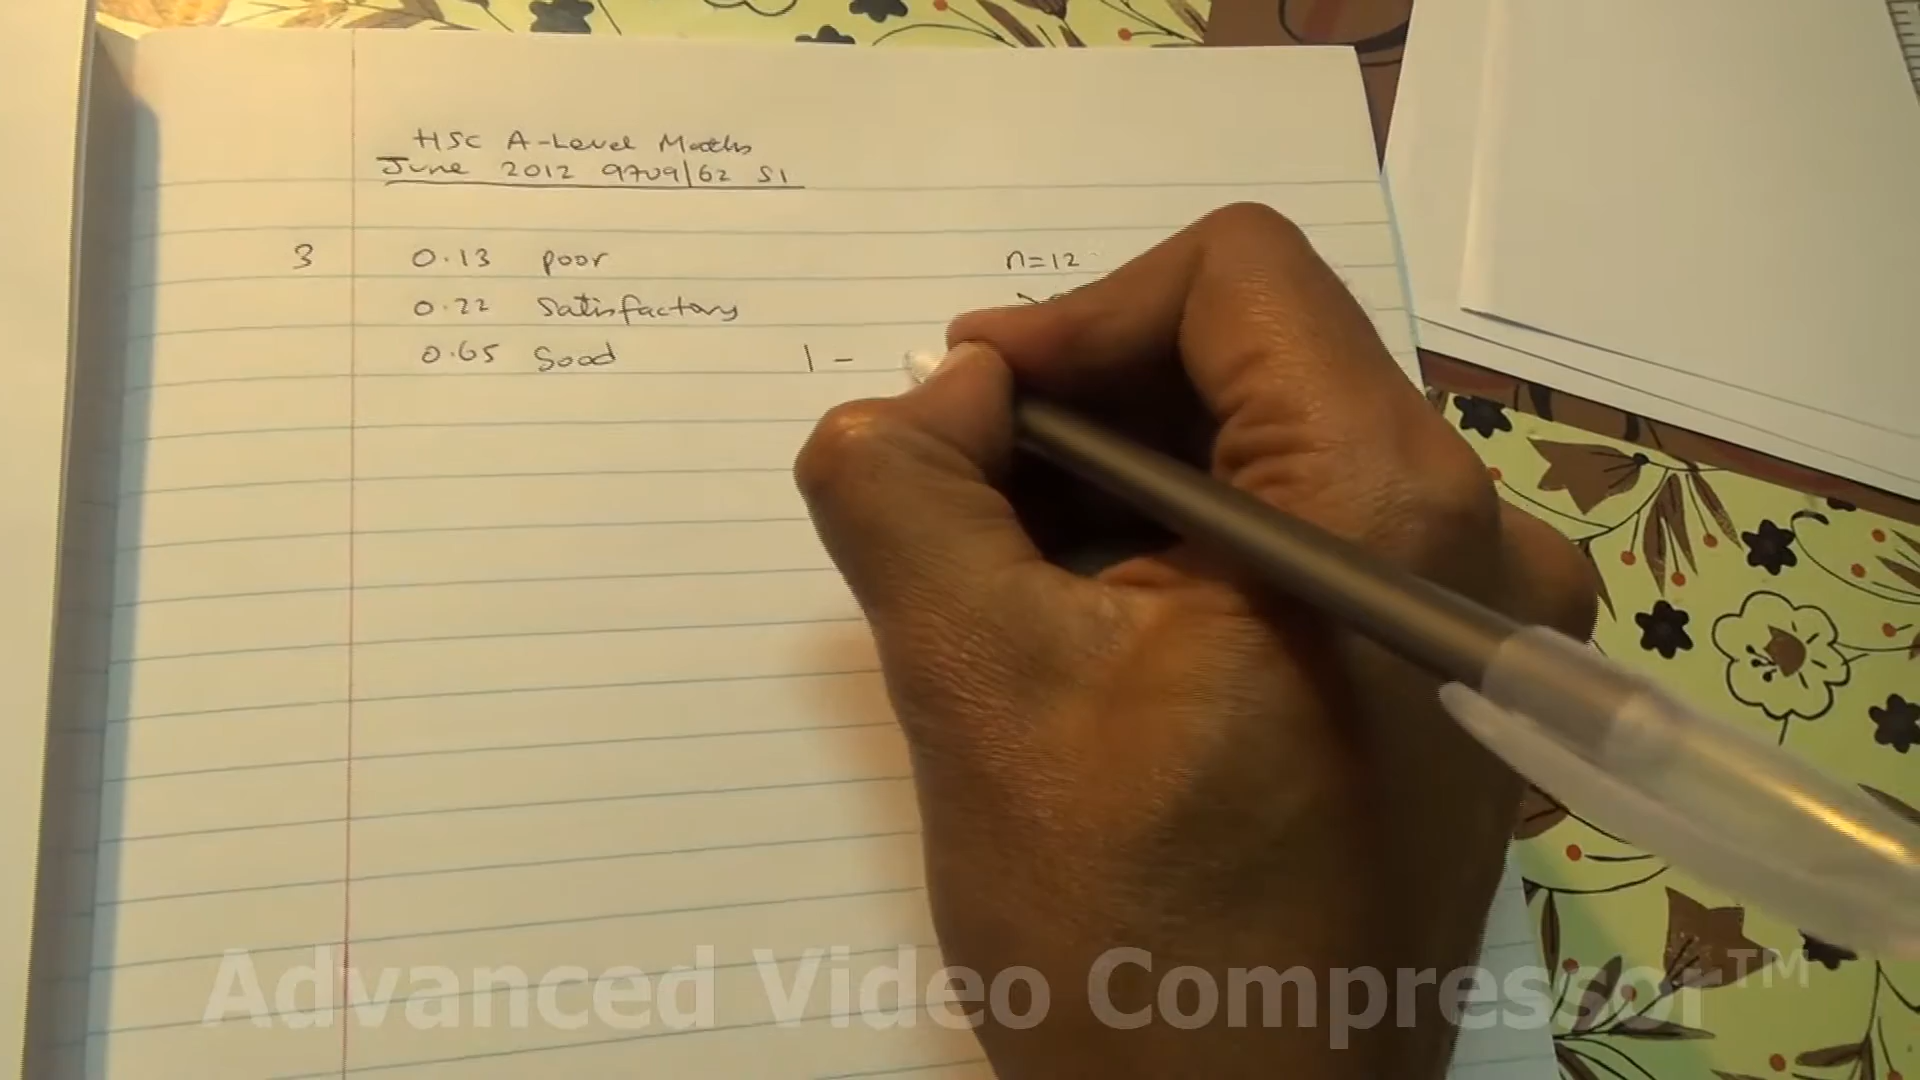 HSC A-Level Maths
June 2012 9709/62 S1
3 0.13 poor n=12
0.22 Satisfactory
0.65 Good 1 -
Advanced Video Compressor™